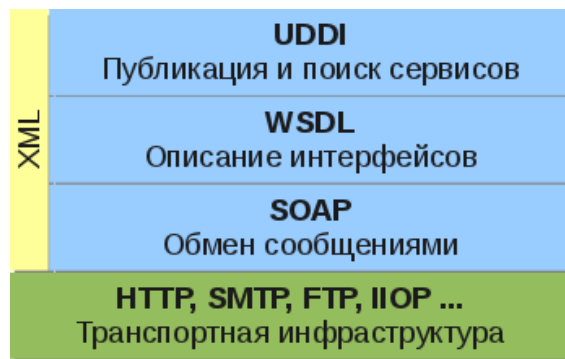 XML
UDDI
Публикация и поиск сервисов
WSDL
Описание интерфейсов
SOAP
Обмен сообщениями
HTTP, SMTP, FTP, IIOP ...
Транспортная инфраструктура